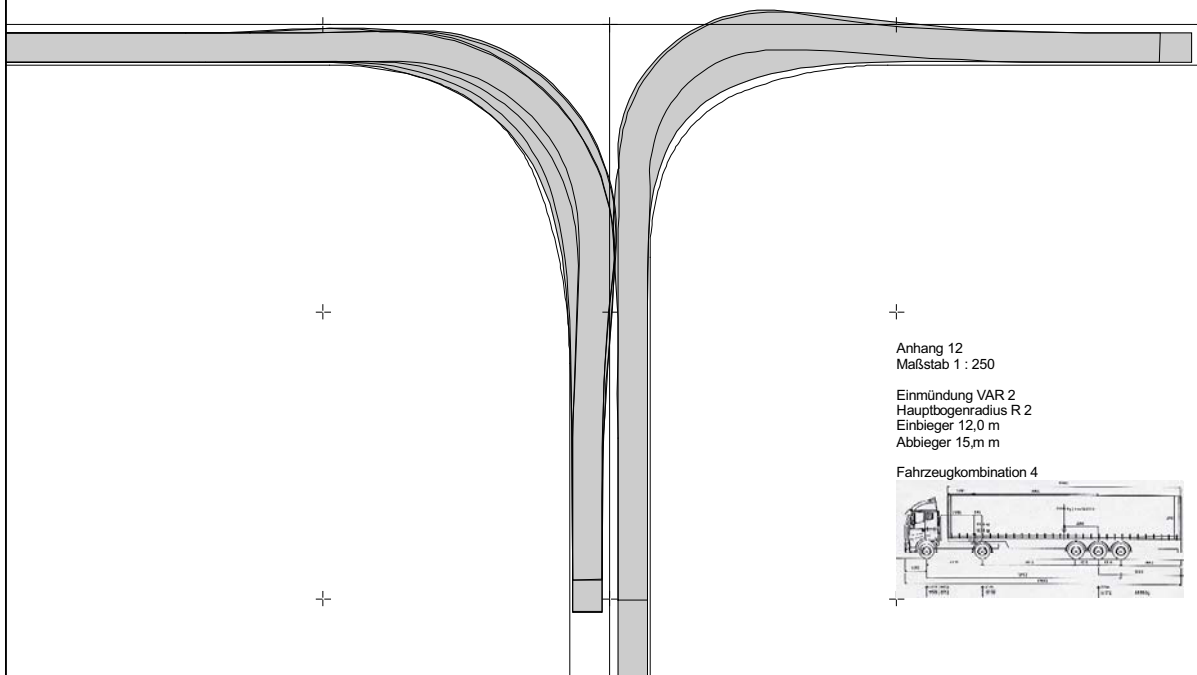 Anhang 12
Maßstab 1 : 250
Einmündung VAR 2
Hauptbogenradius R 2
Einbieger 12,0 m
Abbieger 15,m m
Fahrzeugkombination 4